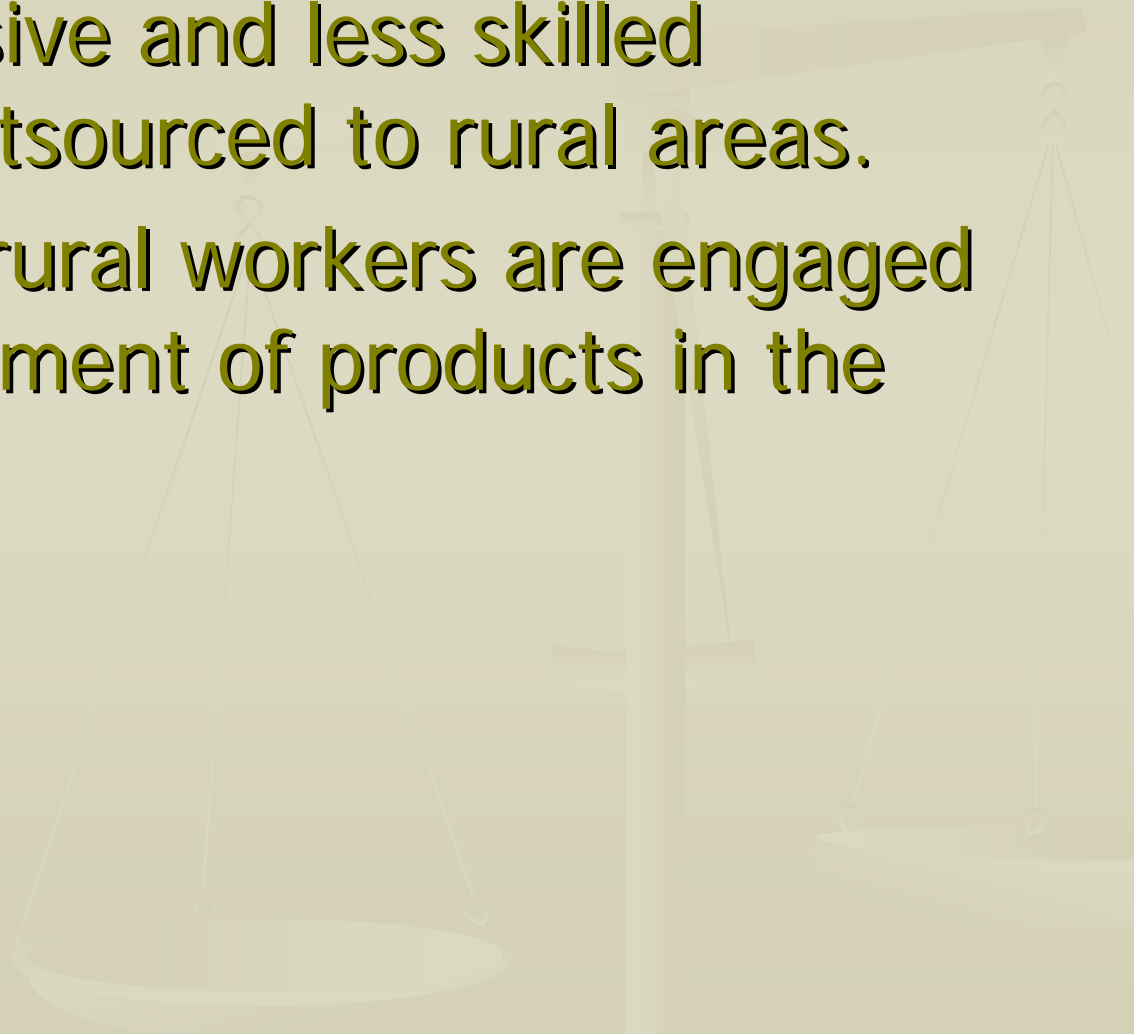 sive and less skilled
tsourced to rural areas.
rural workers are engaged
ment of products in the